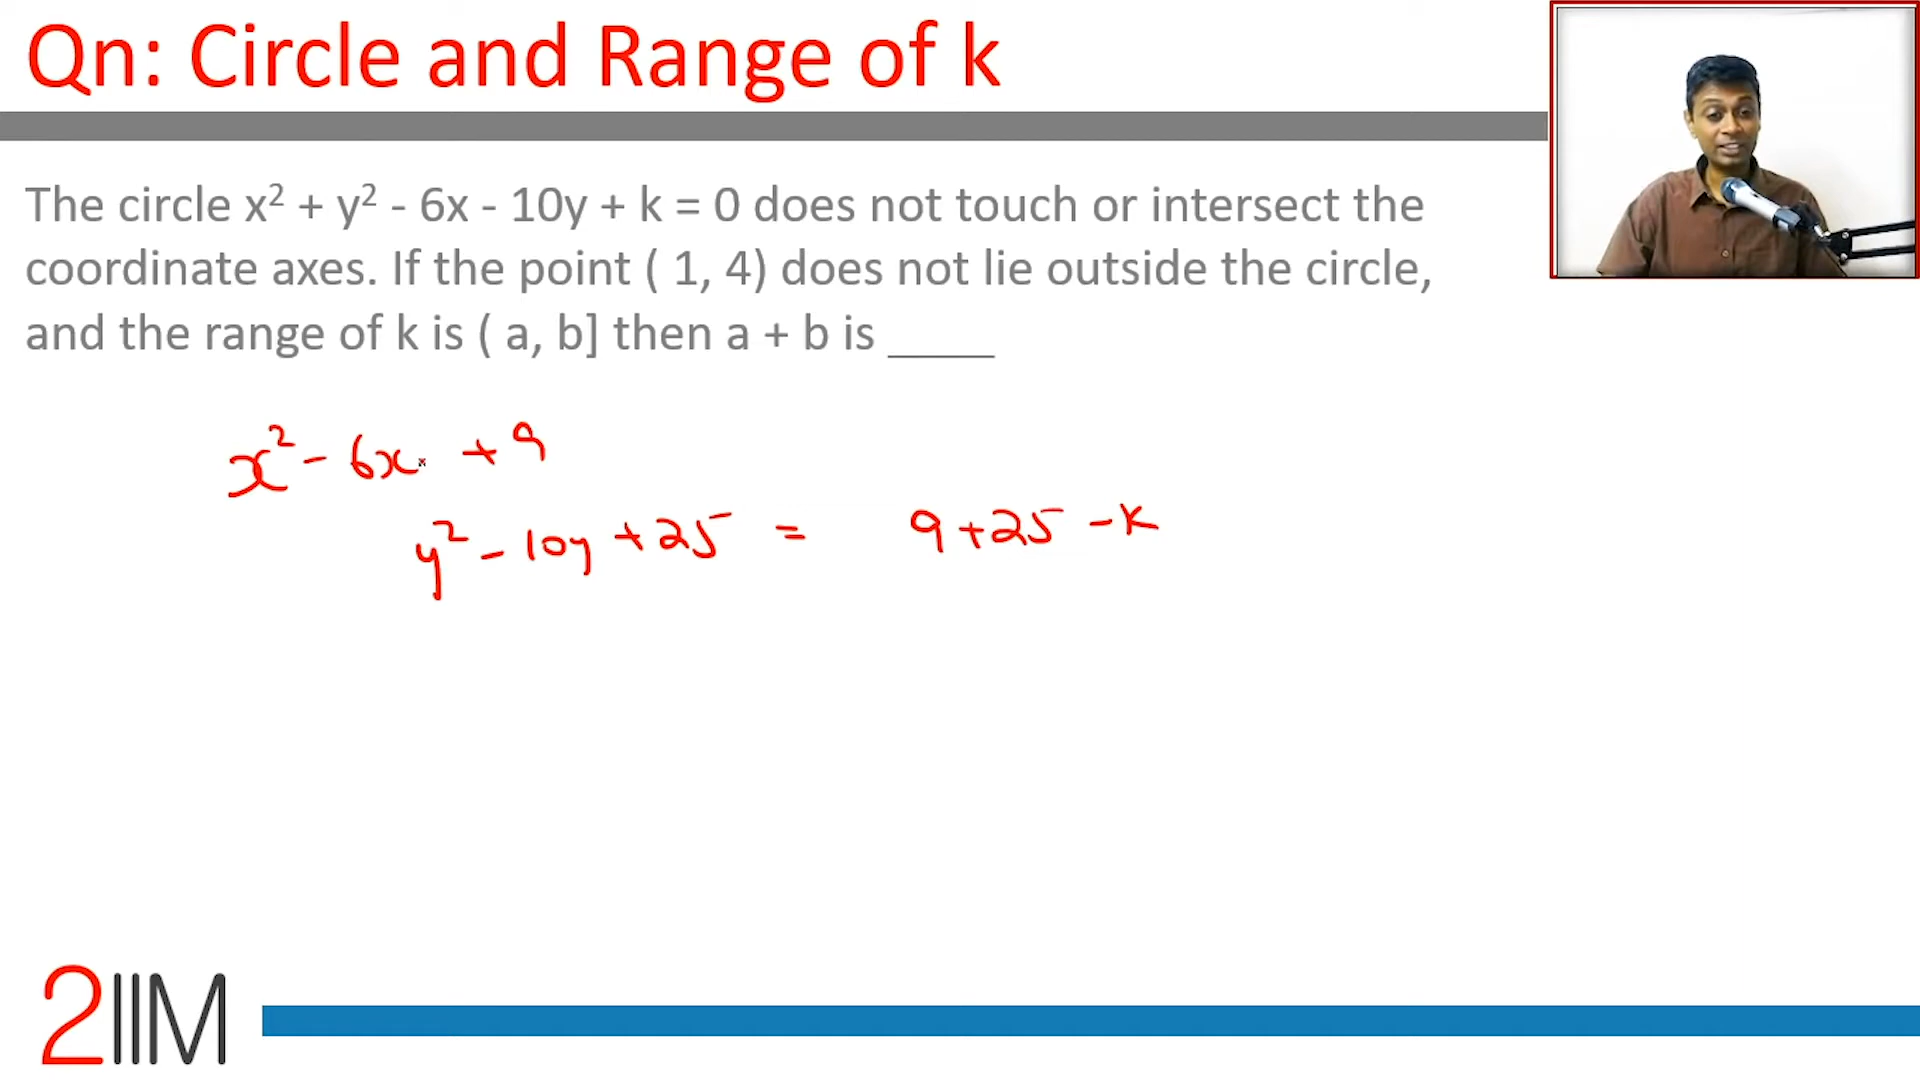 Qn: Circle and Range of k
The circle x² + y² - 6x - 10y + k = 0 does not touch or intersect the
coordinate axes. If the point ( 1, 4) does not lie outside the circle,
and the range of k is ( a, b] then a + b is ____
x² - 6x + 9
y² - 10y + 25 = 9 + 25 - k
2IIM